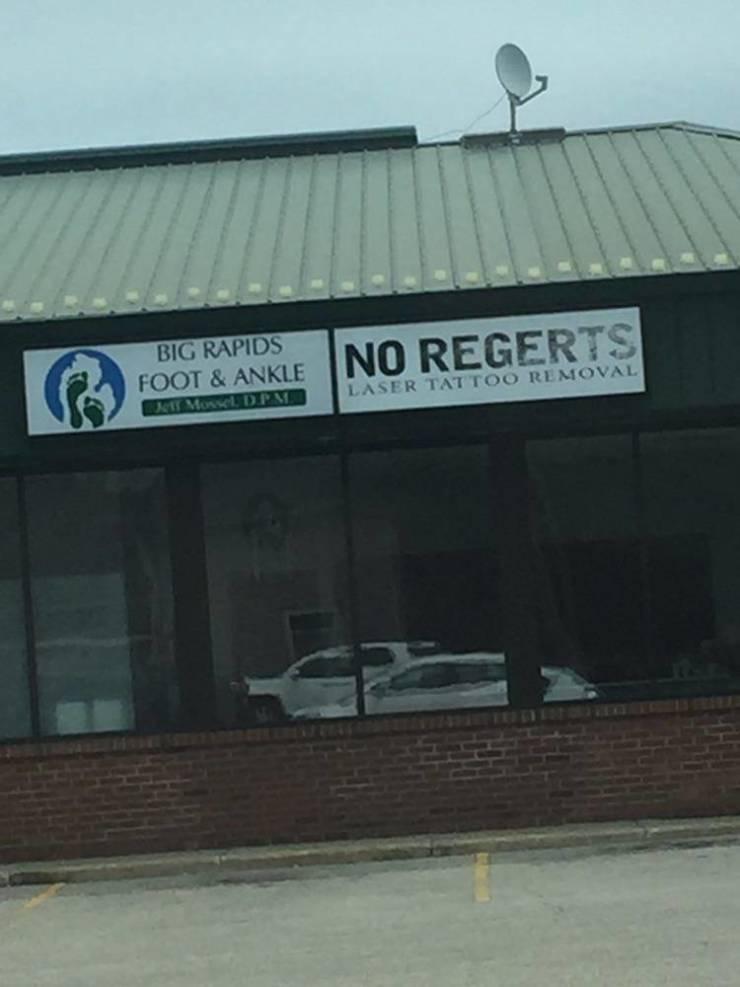 BIG RAPIDS
FOOT & ANKLE
Jeff Mossel, D.P.M.
NO REGERTS
LASER TATTOO REMOVAL